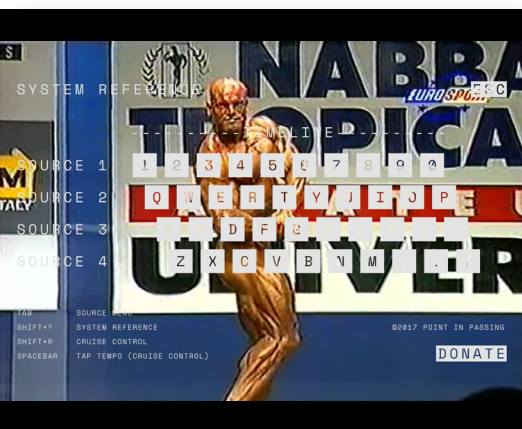 S
NABBA
SYSTEM REFERENCE
EUROSPORT
ESC
TROPICA
TIMELINE
SOURCE 1 1 2 3 4 5 6 7 8 9 0
M
ITALY
SOURCE 2 Q W E R T Y U I O P
SOURCE 3 A S D F G
UNIVER
SOURCE 4 Z X C V B N M , . /
TAB SOURCE MENU
SHIFT+? SYSTEM REFERENCE
SHIFT+R CRUISE CONTROL
SPACEBAR TAP TEMPO (CRUISE CONTROL)
©2017 POINT IN PASSING
DONATE